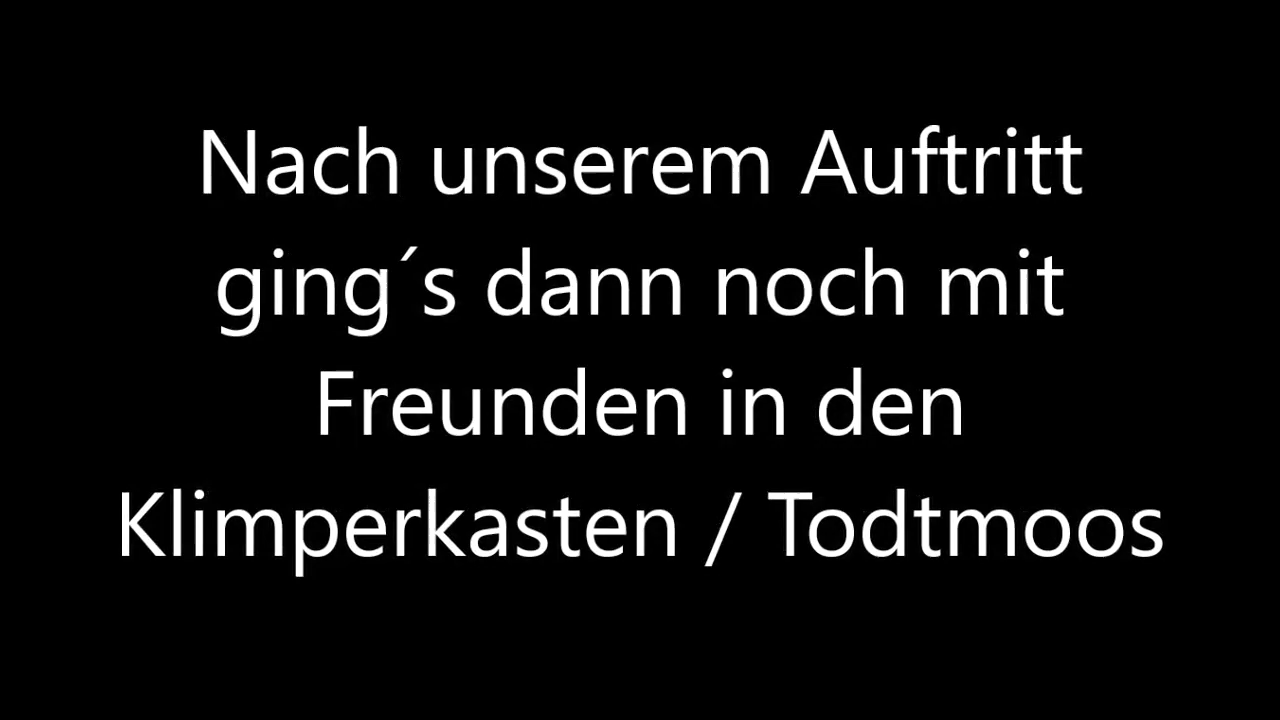 Nach unserem Auftritt
ging´s dann noch mit
Freunden in den
Klimperkasten / Todtmoos